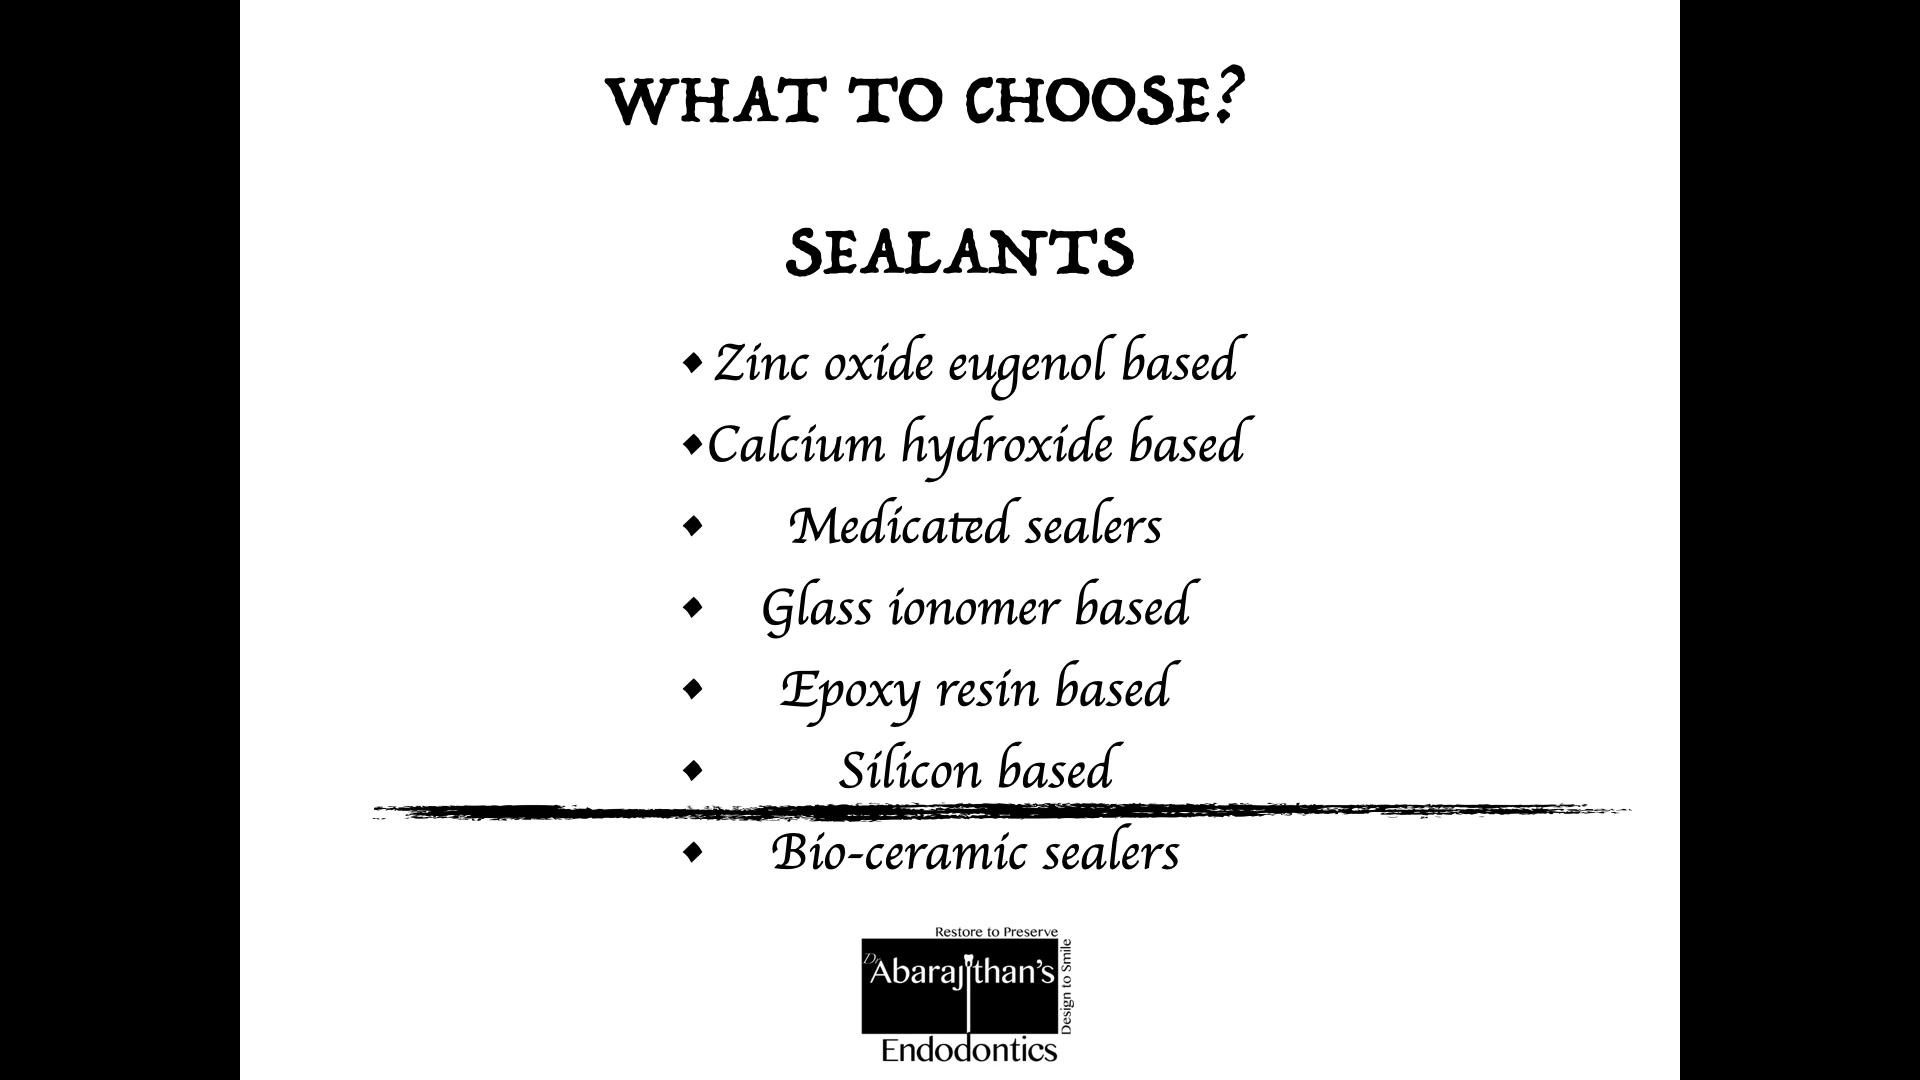 WHAT TO CHOOSE?
SEALANTS
◆ Zinc oxide eugenol based
◆ Calcium hydroxide based
◆ Medicated sealers
◆ Glass ionomer based
◆ Epoxy resin based
◆ Silicon based
◆ Bio-ceramic sealers
Restore to Preserve
Dr Abarajithan's
Design to Smile
Endodontics